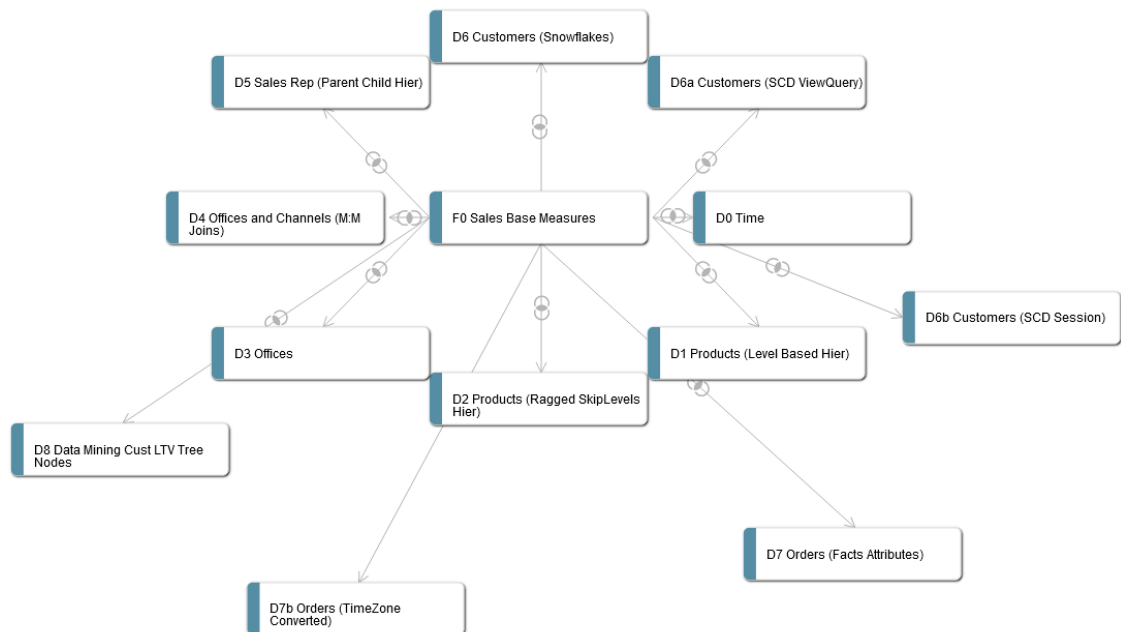 D6 Customers (Snowflakes)
D5 Sales Rep (Parent Child Hier)
D6a Customers (SCD ViewQuery)
D4 Offices and Channels (M:M
Joins)
F0 Sales Base Measures
D0 Time
D6b Customers (SCD Session)
D3 Offices
D1 Products (Level Based Hier)
D2 Products (Ragged SkipLevels
Hier)
D8 Data Mining Cust LTV Tree
Nodes
D7 Orders (Facts Attributes)
D7b Orders (TimeZone
Converted)